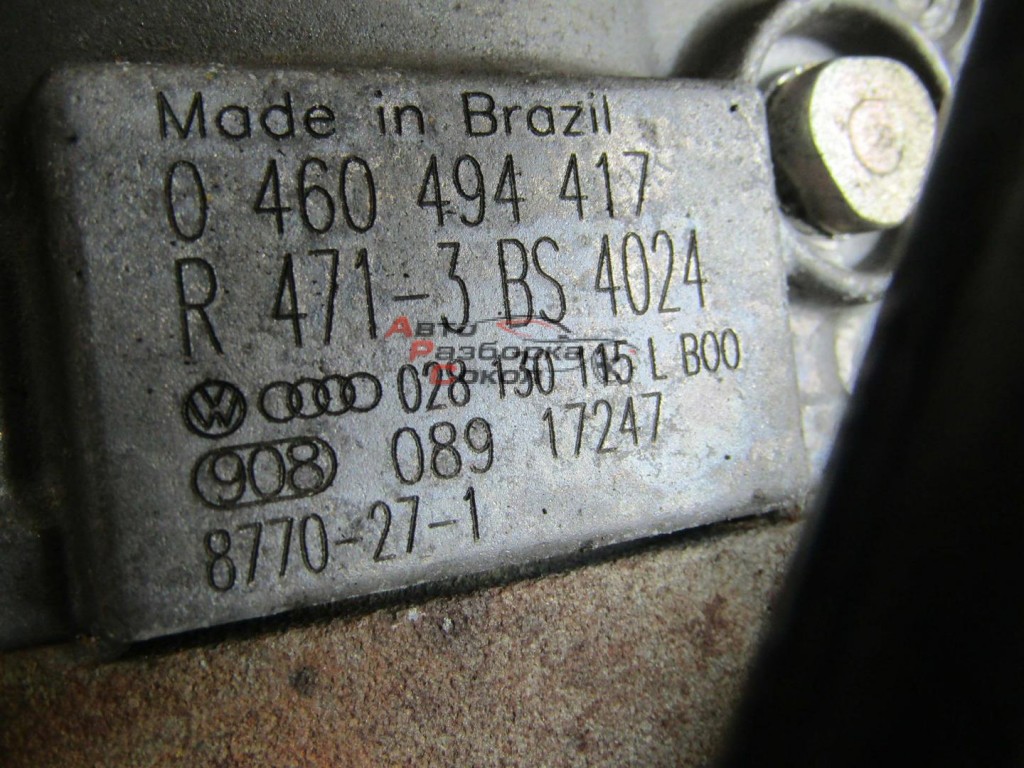 Made in Brazil
0 460 494 417
R 471-3 BS 4024
Авто
Разборка
Сокол
028 130 115 L B00
908 089 17247
8770-27-1